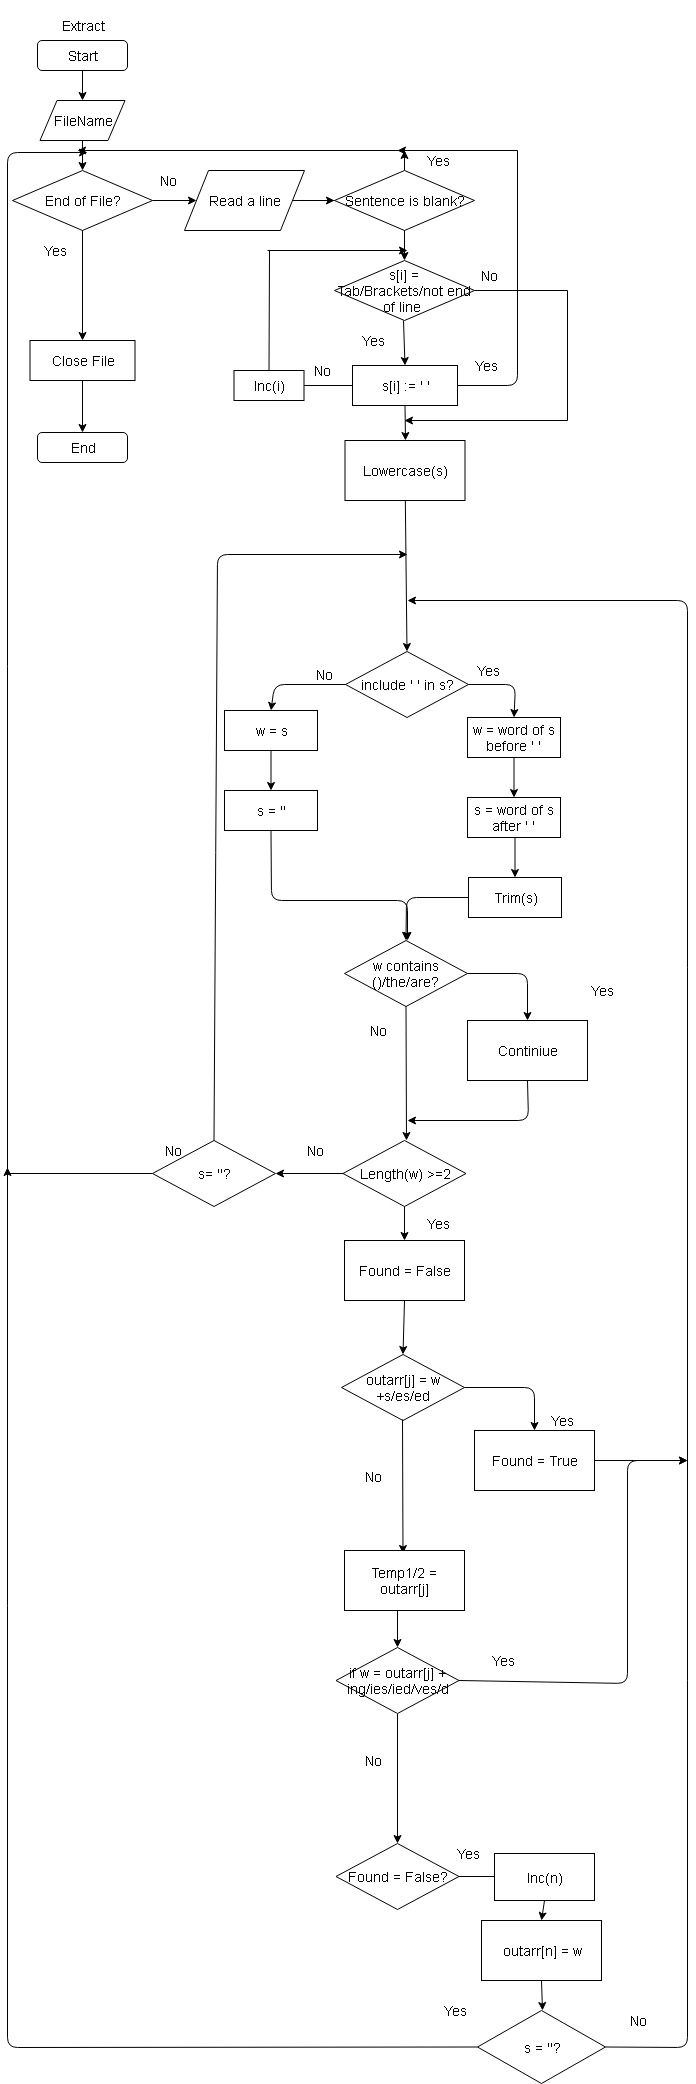 Extract
Start
FileName
End of File?
No
Read a line
Sentence is blank?
Yes
Yes
s[i] =
Tab/Brackets/not end
of line
No
Yes
Close File
Inc(i)
No
s[i] := ' '
Yes
End
Lowercase(s)
include ' ' in s?
No
Yes
w = s
w = word of s
before ' '
s = ''
s = word of s
after ' '
Trim(s)
w contains
()/the/are?
Yes
No
Continiue
No
s= ''?
No
Length(w) >=2
Yes
Found = False
outarr[j] = w
+s/es/ed
Yes
Found = True
No
Temp1/2 =
outarr[j]
if w = outarr[j] +
ing/ies/ied/ves/d
Yes
No
Found = False?
Yes
Inc(n)
outarr[n] = w
Yes
s = ''?
No